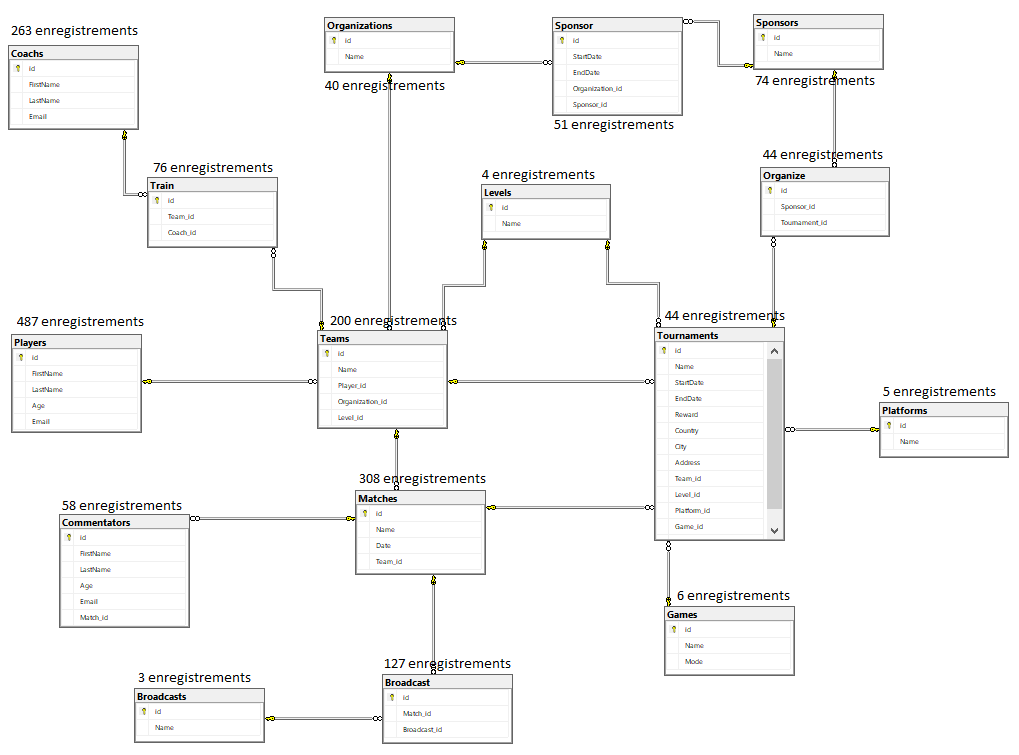 263 enregistrements
Coachs
id
FirstName
LastName
Email
Organizations
id
Name
40 enregistrements
Sponsor
id
StartDate
EndDate
Organization_id
Sponsor_id
51 enregistrements
Sponsors
id
Name
74 enregistrements
76 enregistrements
Train
id
Team_id
Coach_id
4 enregistrements
Levels
id
Name
44 enregistrements
Organize
id
Sponsor_id
Tournament_id
487 enregistrements
Players
id
FirstName
LastName
Age
Email
200 enregistrements
Teams
id
Name
Player_id
Organization_id
Level_id
44 enregistrements
Tournaments
id
Name
StartDate
EndDate
Reward
Country
City
Address
Team_id
Level_id
Platform_id
Game_id
5 enregistrements
Platforms
id
Name
58 enregistrements
Commentators
id
FirstName
LastName
Age
Email
Match_id
308 enregistrements
Matches
id
Name
Date
Team_id
6 enregistrements
Games
id
Name
Mode
3 enregistrements
Broadcasts
id
Name
127 enregistrements
Broadcast
id
Match_id
Broadcast_id